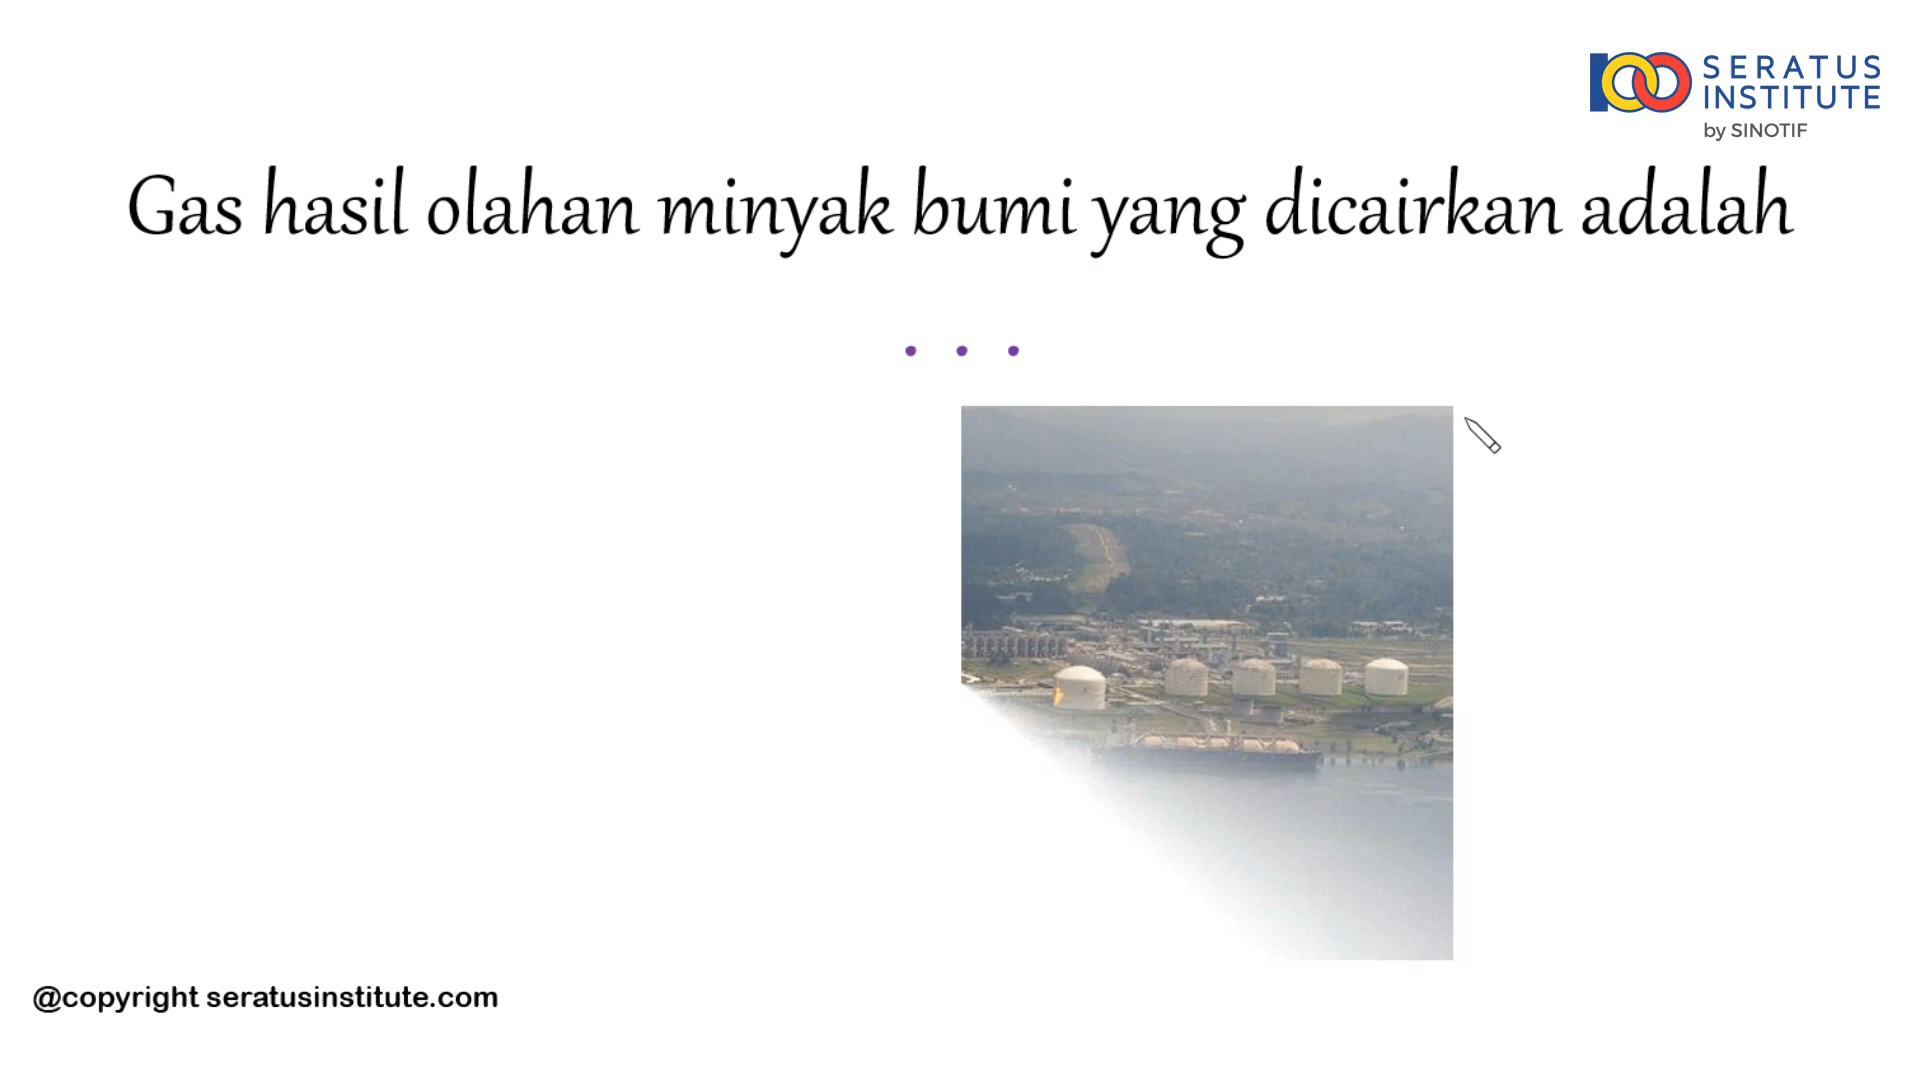 SERATUS
INSTITUTE
by SINOTIF
Gas hasil olahan minyak bumi yang dicairkan adalah
. . .
@copyright seratusinstitute.com